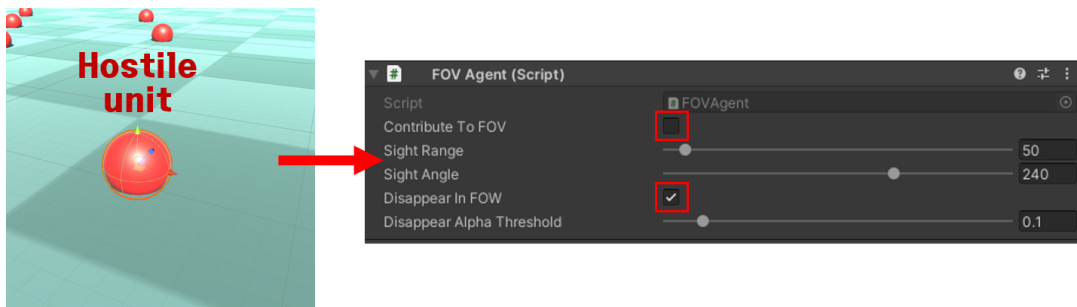 Hostile
unit
# FOV Agent (Script)
Script # FOVAgent
Contribute To FOV
Sight Range 50
Sight Angle 240
Disappear In FOW
Disappear Alpha Threshold 0.1